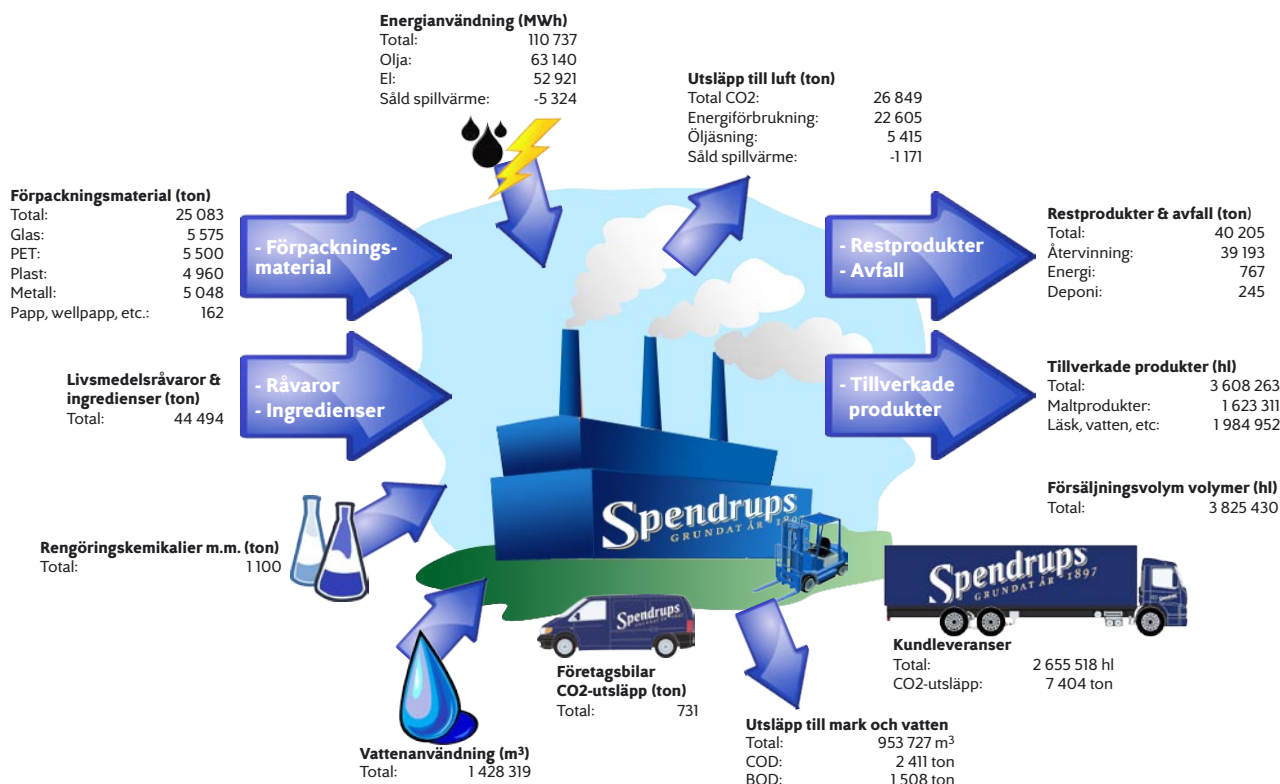 Energianvändning (MWh)
Total: 110 737
Olja: 63 140
El: 52 921
Såld spillvärme: -5 324
Utsläpp till luft (ton)
Total CO2: 26 849
Energiförbrukning: 22 605
Öljäsning: 5 415
Såld spillvärme: -1 171
Förpackningsmaterial (ton)
Total: 25 083
Glas: 5 575
PET: 5 500
Plast: 4 960
Metall: 5 048
Papp, wellpapp, etc.: 162
- Förpacknings-
material
- Restprodukter
- Avfall
Restprodukter & avfall (ton)
Total: 40 205
Återvinning: 39 193
Energi: 767
Deponi: 245
Livsmedelsråvaror &
ingredienser (ton)
Total: 44 494
- Råvaror
- Ingredienser
- Tillverkade
produkter
Tillverkade produkter (hl)
Total: 3 608 263
Maltprodukter: 1 623 311
Läsk, vatten, etc: 1 984 952
Försäljningsvolym volymer (hl)
Total: 3 825 430
Spendrups
GRUNDAT ÅR · 1897
Rengöringskemikalier m.m. (ton)
Total: 1 100
Spendrups
GRUNDAT ÅR · 1897
Spendrups
Kundleveranser
Total: 2 655 518 hl
CO2-utsläpp: 7 404 ton
Företagsbilar
CO2-utsläpp (ton)
Total: 731
Vattenanvändning (m³)
Total: 1 428 319
Utsläpp till mark och vatten
Total: 953 727 m³
COD: 2 411 ton
BOD: 1 508 ton